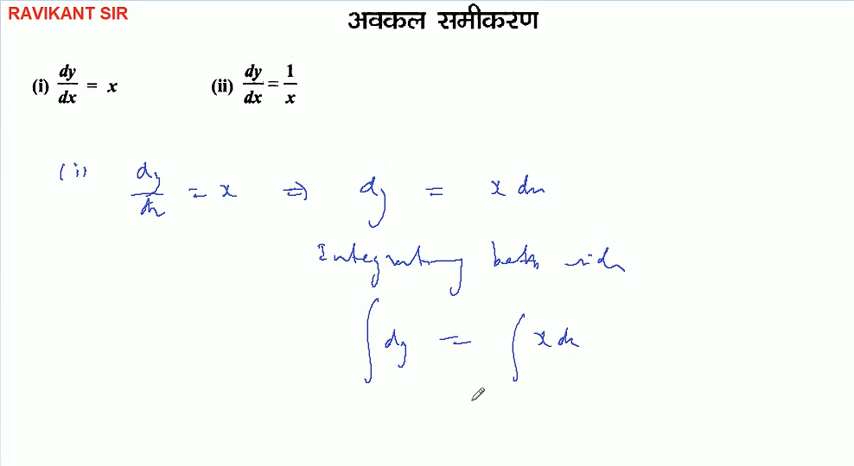 RAVIKANT SIR
अवकल समीकरण
(i) dy/dx = x (ii) dy/dx = 1/x
(i) dy/dx = x ⇒ dy = x dx
Integrating both side
∫ dy = ∫ x dx